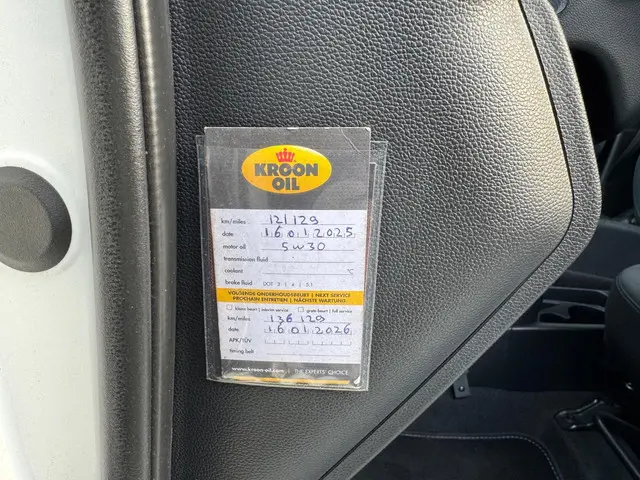 KROON
OIL
km/miles 121129
date 16 01 2025
motor oil 5W30
transmission fluid
coolant °C
brake fluid DOT 3 | 4 | 5.1
VOLGENDE ONDERHOUDSBEURT | NEXT SERVICE
PROCHAIN ENTRETIEN | NÄCHSTE WARTUNG
kleine beurt | interim service grote beurt | full service
km/miles 136129
date 16 01 2026
APK/TÜV
timing belt
www.kroon-oil.com | THE EXPERTS' CHOICE